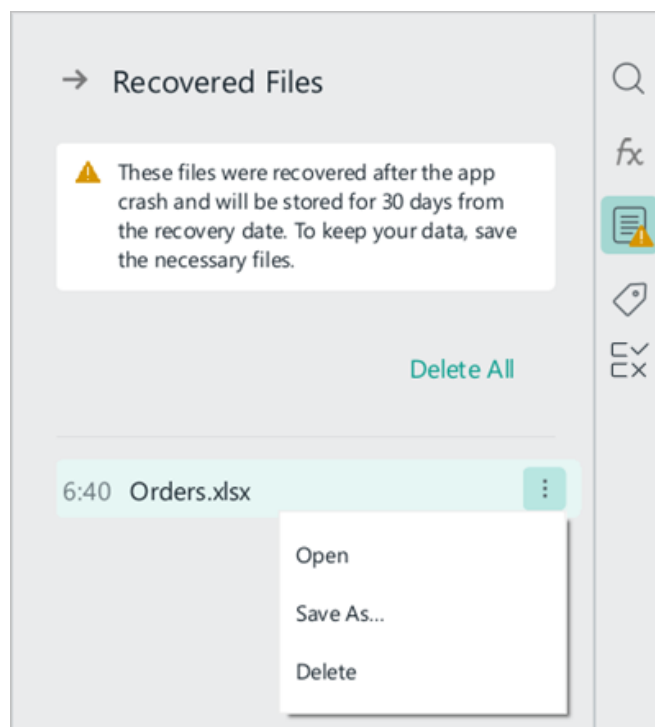 Recovered Files
These files were recovered after the app
crash and will be stored for 30 days from
the recovery date. To keep your data, save
the necessary files.
Delete All
6:40 Orders.xlsx
Open
Save As...
Delete
fx